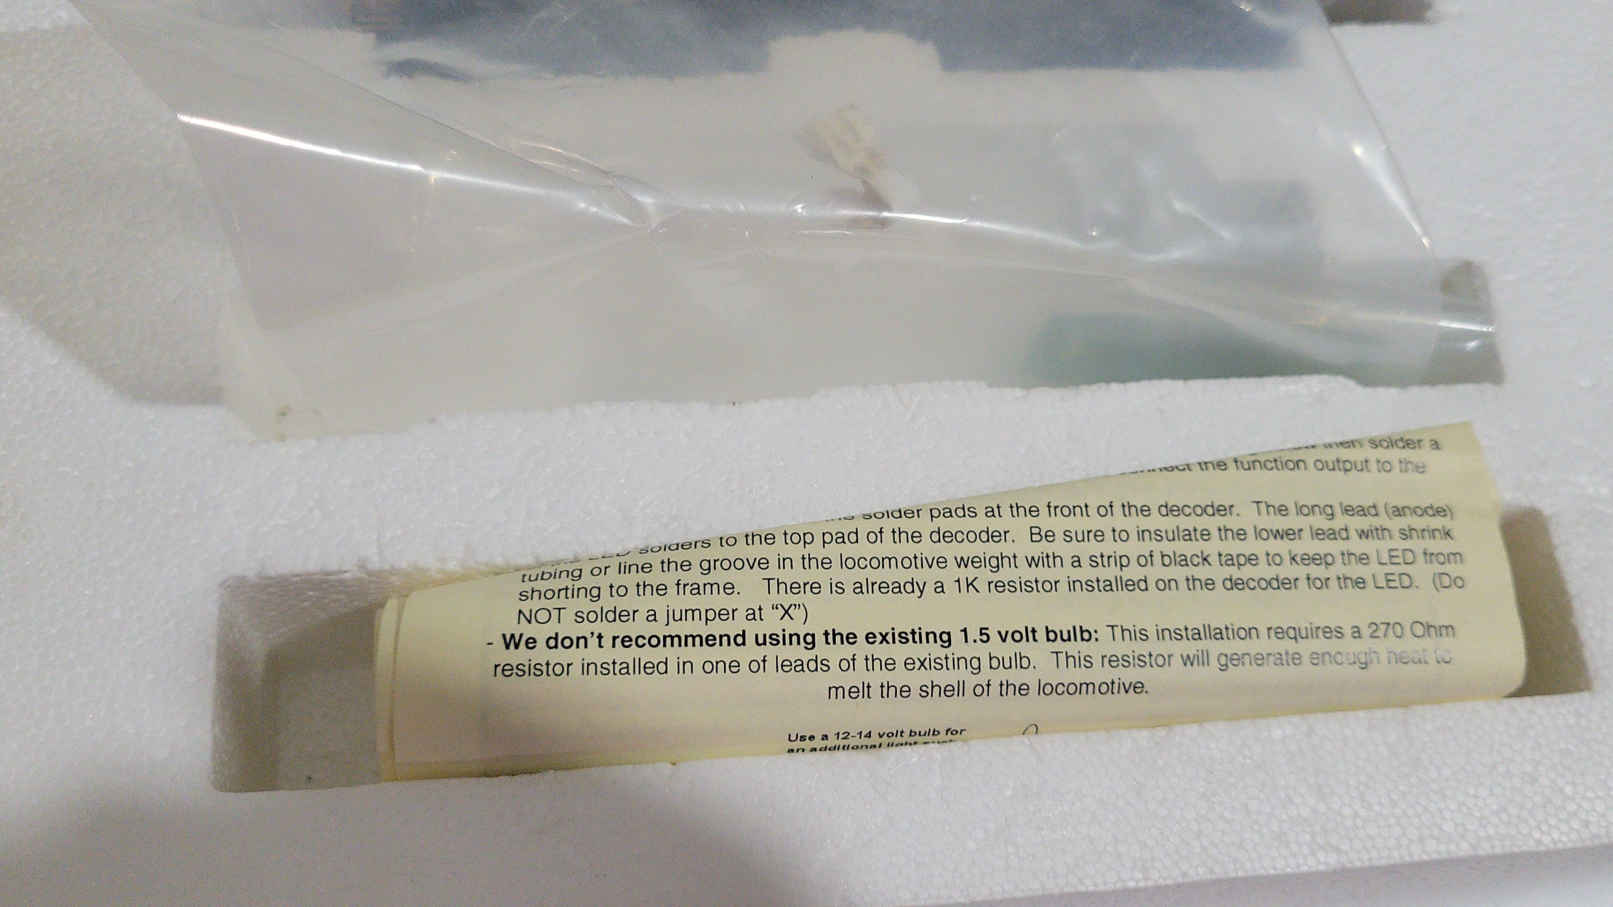 then solder a
the function output to the
solder pads at the front of the decoder. The long lead (anode)
LED solders to the top pad of the decoder. Be sure to insulate the lower lead with shrink
tubing or line the groove in the locomotive weight with a strip of black tape to keep the LED from
shorting to the frame. There is already a 1K resistor installed on the decoder for the LED. (Do
NOT solder a jumper at “X”)
- We don’t recommend using the existing 1.5 volt bulb: This installation requires a 270 Ohm
resistor installed in one of leads of the existing bulb. This resistor will generate enough heat to
melt the shell of the locomotive.
Use a 12-14 volt bulb for
an additional light